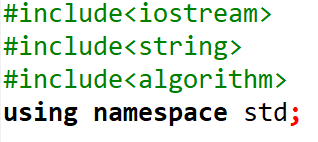 #include<iostream>
#include<string>
#include<algorithm>
using namespace std;